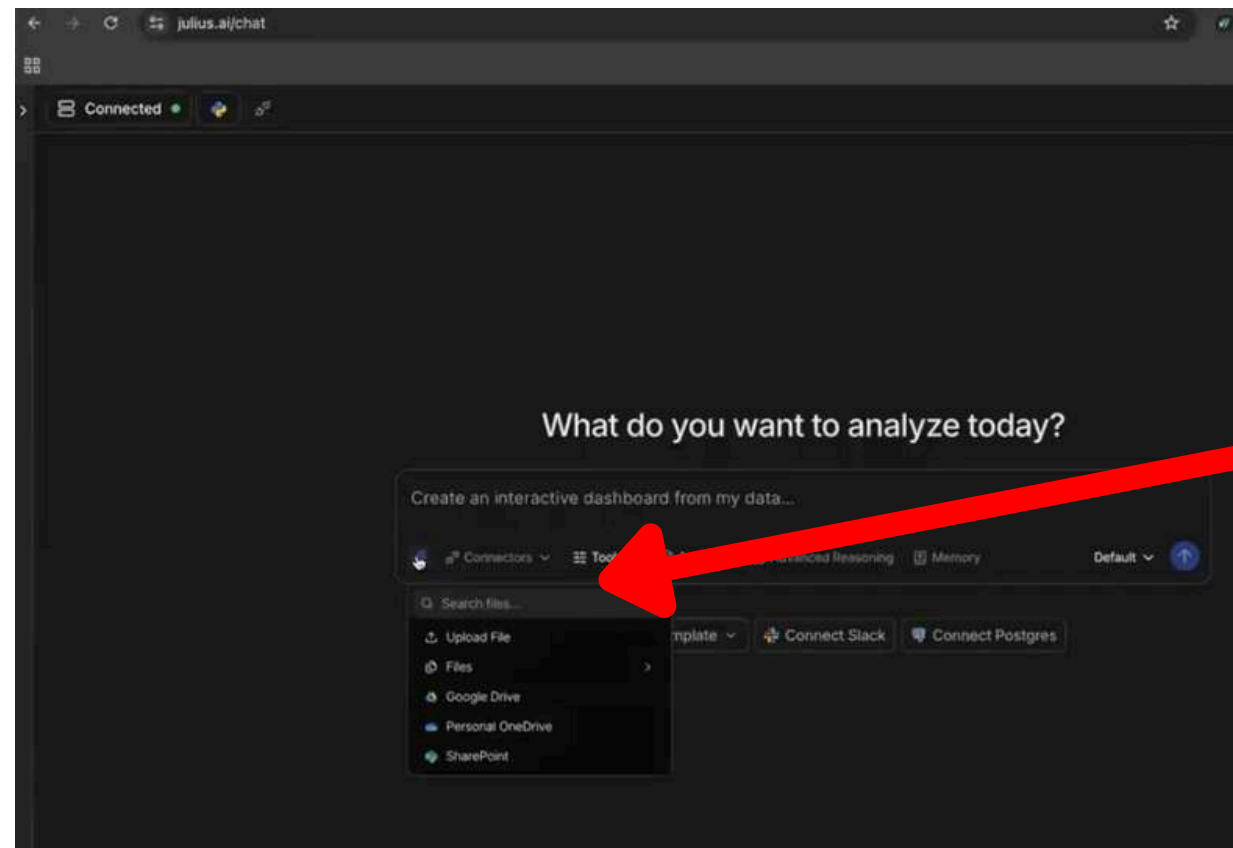 julius.ai/chat
Connected
What do you want to analyze today?
Create an interactive dashboard from my data...
Connectors Reasoning Memory Default
Search files...
Upload File Connect Slack Connect Postgres
Files
Google Drive
Personal OneDrive
SharePoint